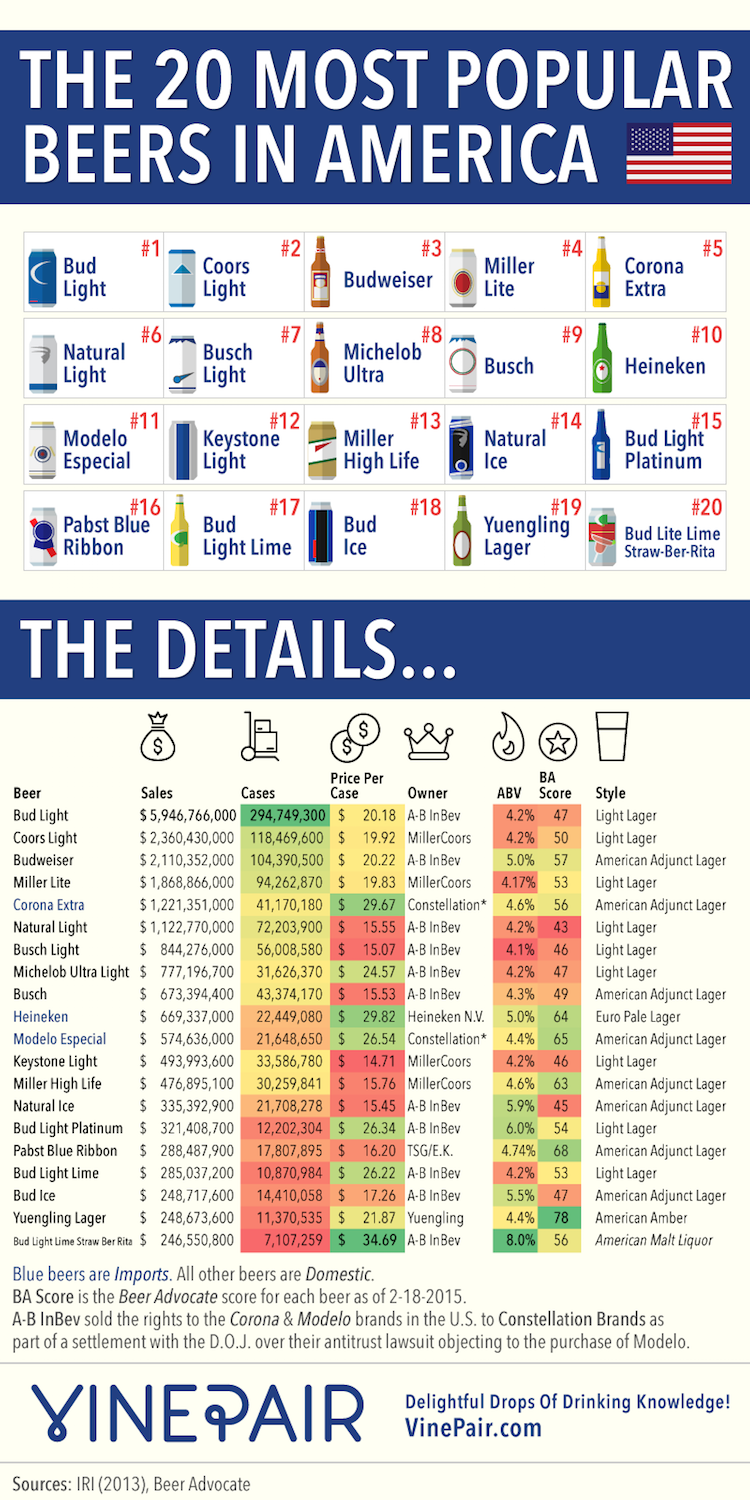 THE 20 MOST POPULAR
BEERS IN AMERICA
#1 Bud Light
#2 Coors Light
#3 Budweiser
#4 Miller Lite
#5 Corona Extra
#6 Natural Light
#7 Busch Light
#8 Michelob Ultra
#9 Busch
#10 Heineken
#11 Modelo Especial
#12 Keystone Light
#13 Miller High Life
#14 Natural Ice
#15 Bud Light Platinum
#16 Pabst Blue Ribbon
#17 Bud Light Lime
#18 Bud Ice
#19 Yuengling Lager
#20 Bud Lite Lime Straw-Ber-Rita
THE DETAILS...
Beer Sales Cases Price Per Case Owner ABV BA Score Style
Bud Light $ 5,946,766,000 294,749,300 $ 20.18 A-B InBev 4.2% 47 Light Lager
Coors Light $ 2,360,430,000 118,469,600 $ 19.92 MillerCoors 4.2% 50 Light Lager
Budweiser $ 2,110,352,000 104,390,500 $ 20.22 A-B InBev 5.0% 57 American Adjunct Lager
Miller Lite $ 1,868,866,000 94,262,870 $ 19.83 MillerCoors 4.17% 53 Light Lager
Corona Extra $ 1,221,351,000 41,170,180 $ 29.67 Constellation* 4.6% 56 American Adjunct Lager
Natural Light $ 1,122,770,000 72,203,900 $ 15.55 A-B InBev 4.2% 43 Light Lager
Busch Light $ 844,276,000 56,008,580 $ 15.07 A-B InBev 4.1% 46 Light Lager
Michelob Ultra Light $ 777,196,700 31,626,370 $ 24.57 A-B InBev 4.2% 47 Light Lager
Busch $ 673,394,400 43,374,170 $ 15.53 A-B InBev 4.3% 49 American Adjunct Lager
Heineken $ 669,337,000 22,449,080 $ 29.82 Heineken N.V. 5.0% 64 Euro Pale Lager
Modelo Especial $ 574,636,000 21,648,650 $ 26.54 Constellation* 4.4% 65 American Adjunct Lager
Keystone Light $ 493,993,600 33,586,780 $ 14.71 MillerCoors 4.2% 46 Light Lager
Miller High Life $ 476,895,100 30,259,841 $ 15.76 MillerCoors 4.6% 63 American Adjunct Lager
Natural Ice $ 335,392,900 21,708,278 $ 15.45 A-B InBev 5.9% 45 American Adjunct Lager
Bud Light Platinum $ 321,408,700 12,202,304 $ 26.34 A-B InBev 6.0% 54 Light Lager
Pabst Blue Ribbon $ 288,487,900 17,807,895 $ 16.20 TSG/E.K. 4.74% 68 American Adjunct Lager
Bud Light Lime $ 285,037,200 10,870,984 $ 26.22 A-B InBev 4.2% 53 Light Lager
Bud Ice $ 248,717,600 14,410,058 $ 17.26 A-B InBev 5.5% 47 American Adjunct Lager
Yuengling Lager $ 248,673,600 11,370,535 $ 21.87 Yuengling 4.4% 78 American Amber
Bud Light Lime Straw Ber Rita $ 246,550,800 7,107,259 $ 34.69 A-B InBev 8.0% 56 American Malt Liquor
Blue beers are Imports. All other beers are Domestic.
BA Score is the Beer Advocate score for each beer as of 2-18-2015.
A-B InBev sold the rights to the Corona & Modelo brands in the U.S. to Constellation Brands as
part of a settlement with the D.O.J. over their antitrust lawsuit objecting to the purchase of Modelo.
VINEPAIR
Delightful Drops Of Drinking Knowledge!
VinePair.com
Sources: IRI (2013), Beer Advocate